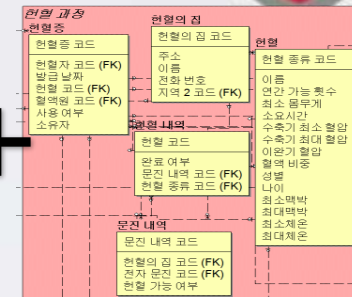 헌혈 과정
헌혈증
헌혈증 코드
헌혈자 코드 (FK)
발급 날짜
헌혈 코드 (FK)
혈액원 코드 (FK)
사용 여부
소유자
헌혈의 집
헌혈의 집 코드
주소
이름
전화 번호
지역 2 코드 (FK)
헌혈
헌혈 종류 코드
이름
연간 가능 횟수
최소 몸무게
소요시간
수축기 최소 혈압
수축기 최대 혈압
이완기 혈압
혈액 비중
성별
나이
최소맥박
최대맥박
최소체온
최대체온
헌혈 내역
헌혈 코드
완료 여부
문진 내역 코드 (FK)
헌혈 종류 코드 (FK)
문진 내역
문진 내역 코드
헌혈의 집 코드 (FK)
전자 문진 코드 (FK)
헌혈 가능 여부